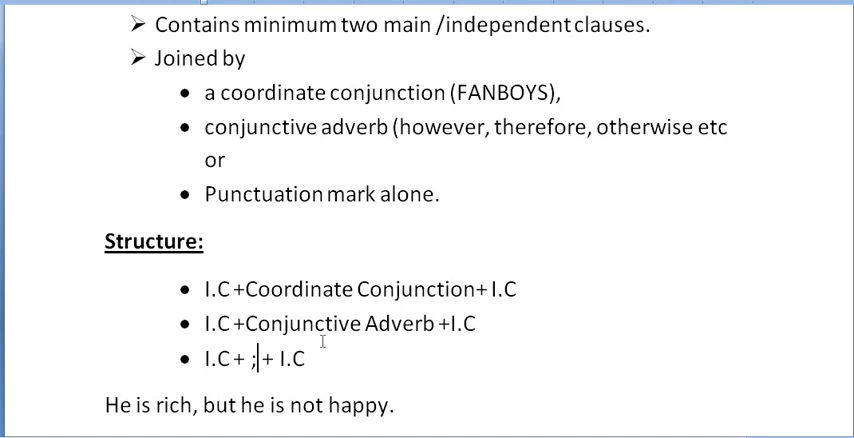 ➢ Contains minimum two main /independent clauses.
➢ Joined by
• a coordinate conjunction (FANBOYS),
• conjunctive adverb (however, therefore, otherwise etc
or
• Punctuation mark alone.
Structure:
• I.C +Coordinate Conjunction+ I.C
• I.C +Conjunctive Adverb +I.C
• I.C + ; + I.C
He is rich, but he is not happy.